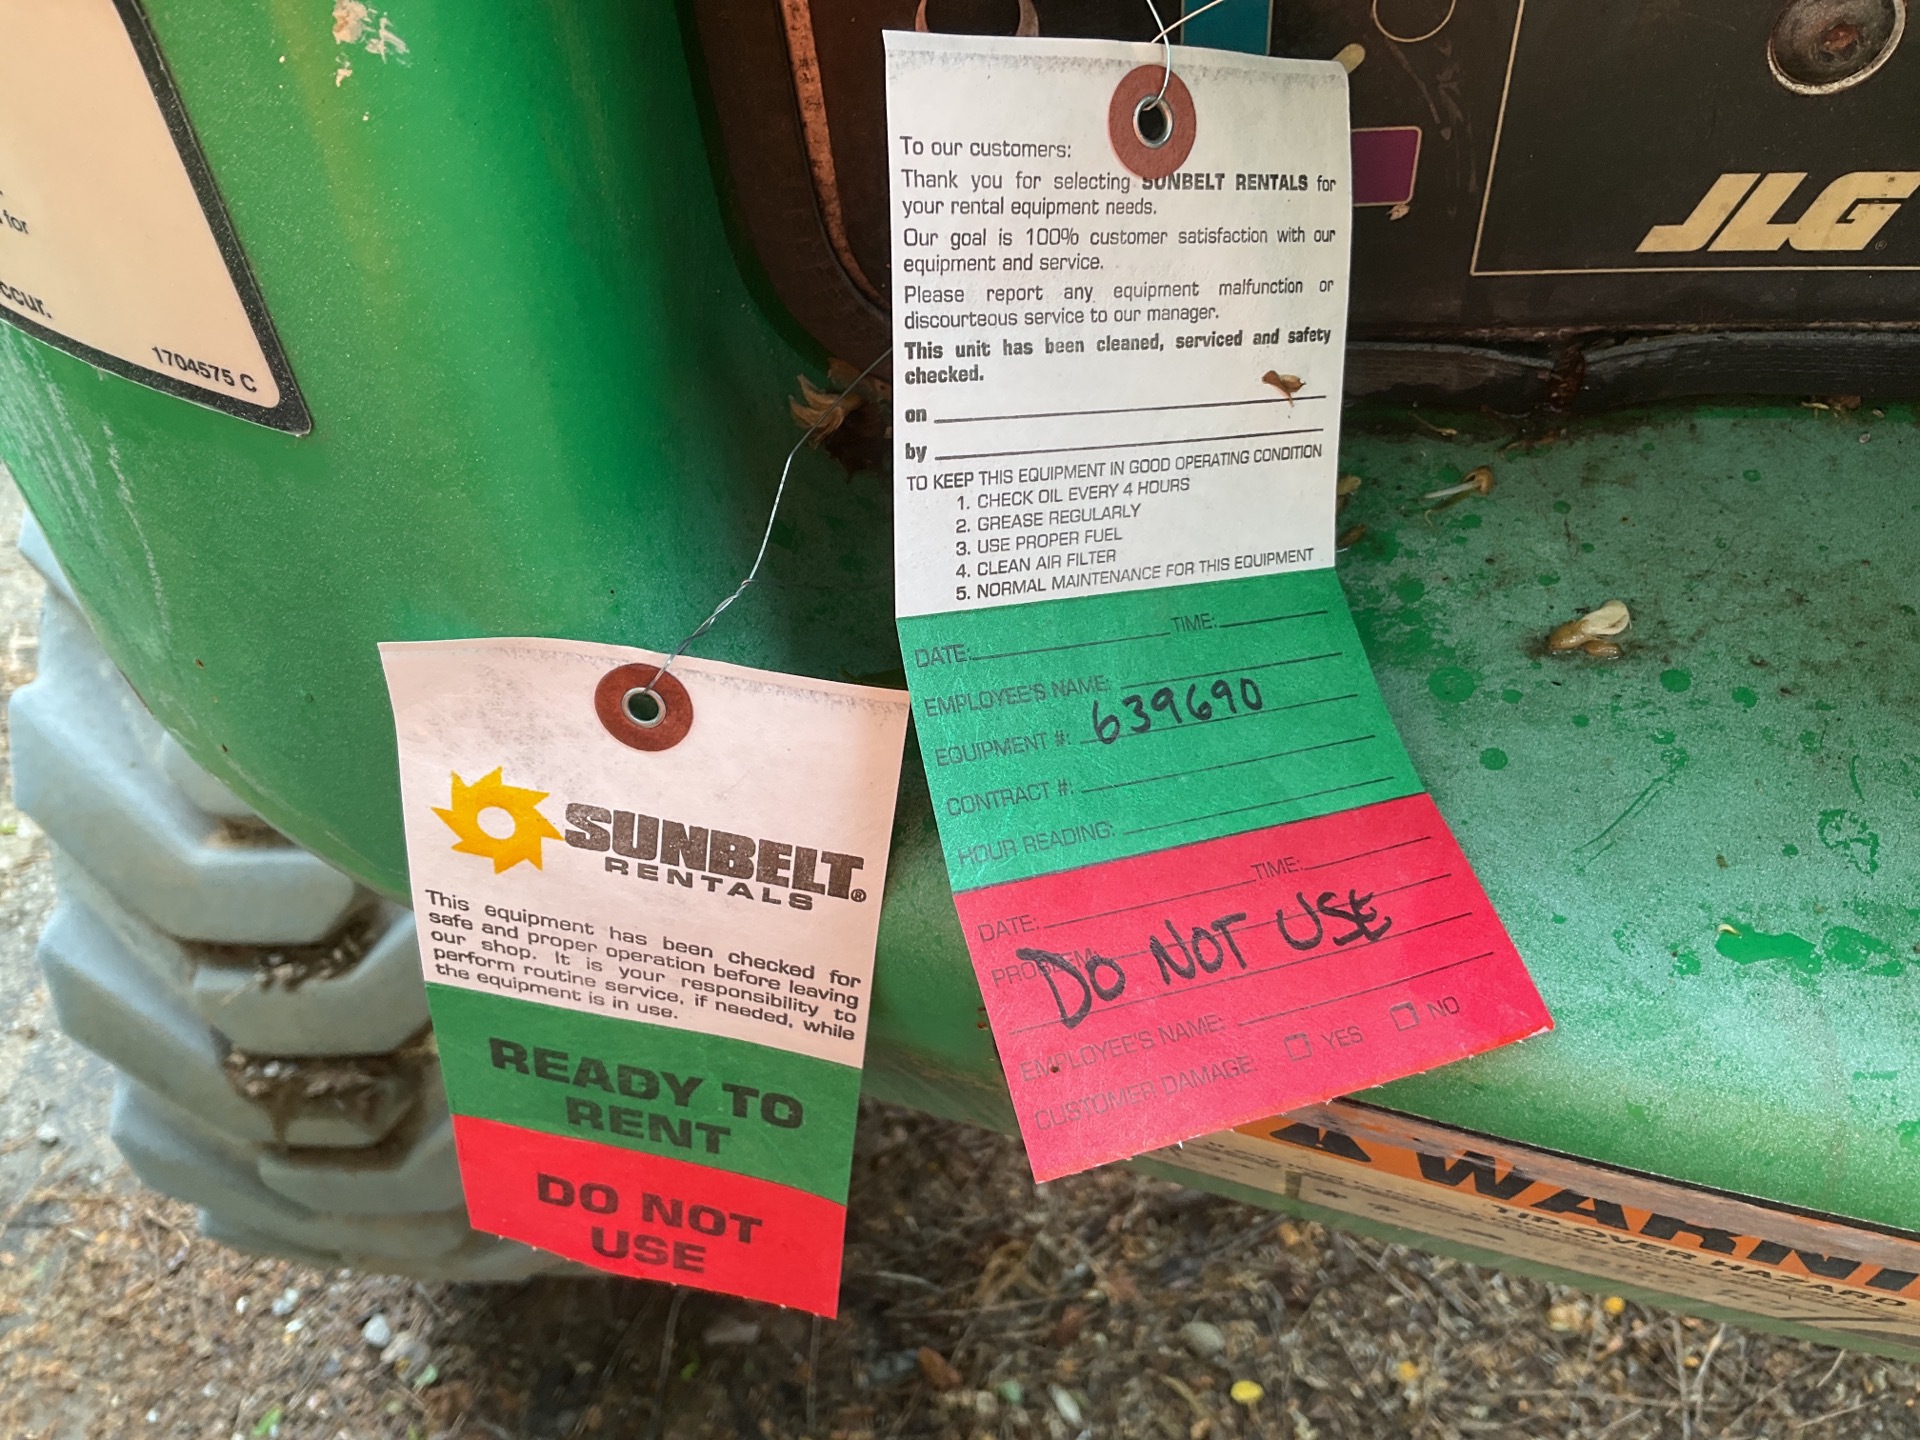 for
ccur.
1704575 C
JLG
To our customers:
Thank you for selecting SUNBELT RENTALS for
your rental equipment needs.
Our goal is 100% customer satisfaction with our
equipment and service.
Please report any equipment malfunction or
discourteous service to our manager.
This unit has been cleaned, serviced and safety
checked.
on
by
TO KEEP THIS EQUIPMENT IN GOOD OPERATING CONDITION
1. CHECK OIL EVERY 4 HOURS
2. GREASE REGULARLY
3. USE PROPER FUEL
4. CLEAN AIR FILTER
5. NORMAL MAINTENANCE FOR THIS EQUIPMENT
DATE: TIME:
EMPLOYEE'S NAME:
EQUIPMENT #: 639690
CONTRACT #:
HOUR READING:
DATE: TIME:
PROBLEM:
DO NOT USE
EMPLOYEE'S NAME:
CUSTOMER DAMAGE: YES NO
SUNBELT®
RENTALS
This equipment has been checked for
safe and proper operation before leaving
our shop. It is your responsibility to
perform routine service, if needed, while
the equipment is in use.
READY TO
RENT
DO NOT
USE
WARNI
TIP-OVER HAZARD